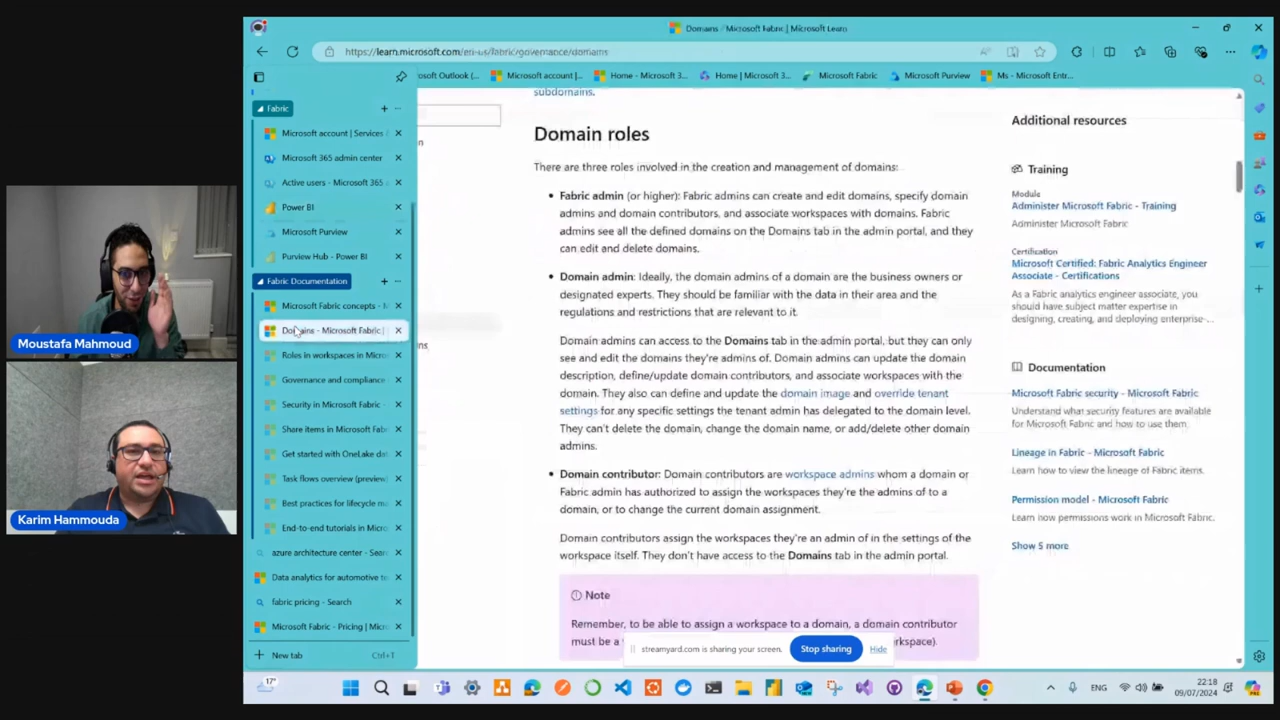 Domains - Microsoft Fabric | Microsoft Learn
https://learn.microsoft.com/en-us/fabric/governance/domains
osoft Outlook (...
Microsoft account |...
Home - Microsoft 3...
Home | Microsoft 3...
Microsoft Fabric
Microsoft Purview
Ms - Microsoft Entr...
Fabric
Microsoft account | Services &
Microsoft 365 admin center
Active users - Microsoft 365
Power BI
Microsoft Purview
Purview Hub - Power BI
Fabric Documentation
Microsoft Fabric concepts - M
Domains - Microsoft Fabric |
Roles in workspaces in Micro
Governance and compliance
Security in Microsoft Fabric -
Share items in Microsoft Fabr
Get started with OneLake dat
Task flows overview (preview)
Best practices for lifecycle m
End-to-end tutorials in Micro
azure architecture center - Sear
Data analytics for automotive te
fabric pricing - Search
Microsoft Fabric - Pricing | Micr
New tab
Ctrl+T
subdomains.
Domain roles
There are three roles involved in the creation and management of domains:
• Fabric admin (or higher): Fabric admins can create and edit domains, specify domain
admins and domain contributors, and associate workspaces with domains. Fabric
admins see all the defined domains on the Domains tab in the admin portal, and they
can edit and delete domains.
• Domain admin: Ideally, the domain admins of a domain are the business owners or
designated experts. They should be familiar with the data in their area and the
regulations and restrictions that are relevant to it.
Domain admins can access to the Domains tab in the admin portal, but they can only
see and edit the domains they're admins of. Domain admins can update the domain
description, define/update domain contributors, and associate workspaces with the
domain. They also can define and update the domain image and override tenant
settings for any specific settings the tenant admin has delegated to the domain level.
They can't delete the domain, change the domain name, or add/delete other domain
admins.
• Domain contributor: Domain contributors are workspace admins whom a domain or
Fabric admin has authorized to assign the workspaces they're the admins of to a
domain, or to change the current domain assignment.
Domain contributors assign the workspaces they're an admin of in the settings of the
workspace itself. They don't have access to the Domains tab in the admin portal.
Note
Remember, to be able to assign a workspace to a domain, a domain contributor
must be a
rkspace).
streamyard.com is sharing your screen.
Stop sharing
Hide
Additional resources
Training
Module
Administer Microsoft Fabric - Training
Administer Microsoft Fabric
Certification
Microsoft Certified: Fabric Analytics Engineer
Associate - Certifications
As a Fabric analytics engineer associate, you
should have subject matter expertise in
designing, creating, and deploying enterprise-...
Documentation
Microsoft Fabric security - Microsoft Fabric
Understand what security features are available
for Microsoft Fabric and how to use them.
Lineage in Fabric - Microsoft Fabric
Learn how to view the lineage of Fabric items.
Permission model - Microsoft Fabric
Learn how permissions work in Microsoft Fabric.
Show 5 more
Moustafa Mahmoud
Karim Hammouda
17°
ENG
22:18
09/07/2024